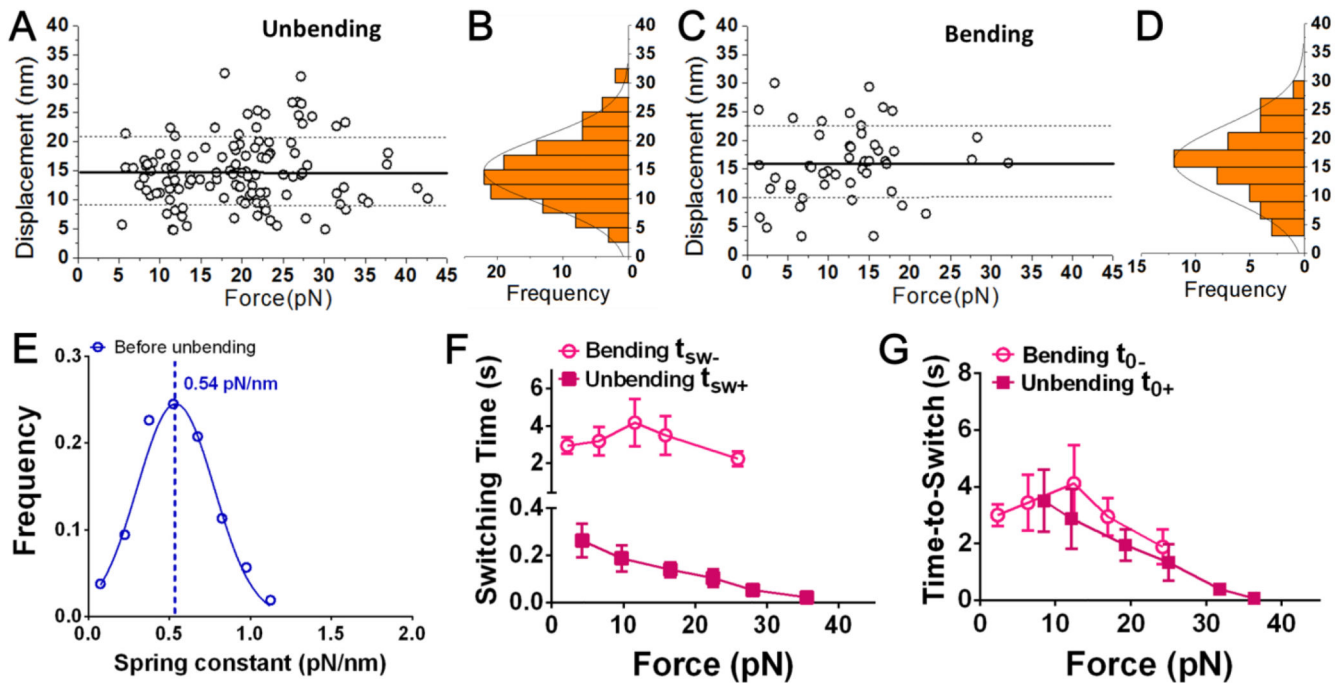 A
Unbending
Displacement (nm)
40
35
30
25
20
15
10
5
0
0 5 10 15 20 25 30 35 40 45
Force(pN)
B
40
30
20
10
0
20 10 0
Frequency
C
Bending
Displacement (nm)
40
35
30
25
20
15
10
5
0
0 5 10 15 20 25 30 35 40 45
Force(pN)
D
40
35
30
25
20
15
10
5
0
15 10 5 0
Frequency
E
Before unbending
0.54 pN/nm
Frequency
0.3
0.2
0.1
0.0
0.0 0.5 1.0 1.5 2.0
Spring constant (pN/nm)
F
Bending tsw-
Unbending tsw+
Switching Time (s)
6
4
2
0.4
0.2
0.0
0 10 20 30 40
Force (pN)
G
Bending t0-
Unbending t0+
Time-to-Switch (s)
8
6
4
2
0
0 10 20 30 40
Force (pN)